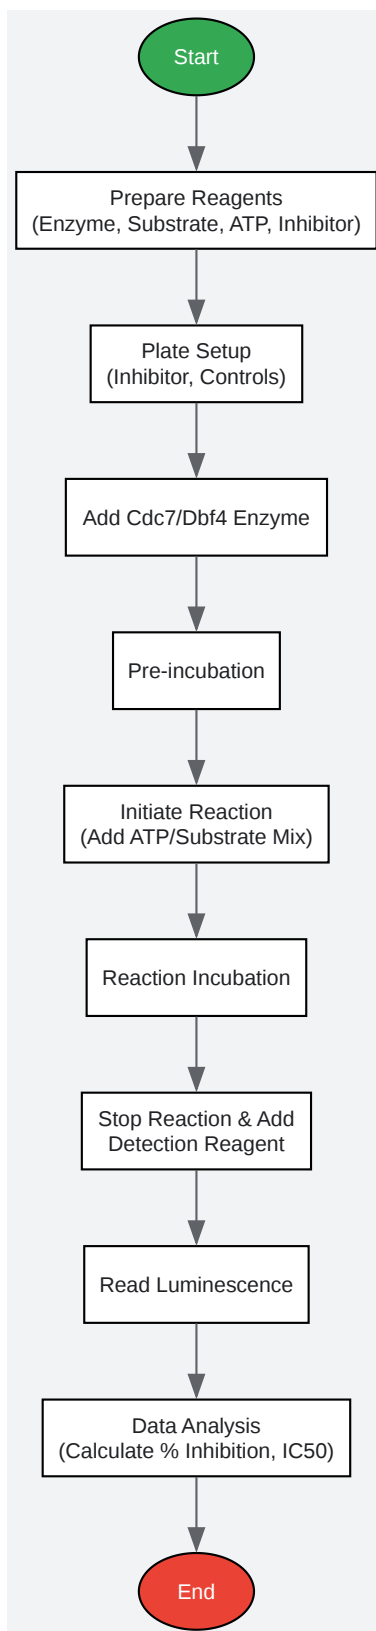 Start
Prepare Reagents
(Enzyme, Substrate, ATP, Inhibitor)
Plate Setup
(Inhibitor, Controls)
Add Cdc7/Dbf4 Enzyme
Pre-incubation
Initiate Reaction
(Add ATP/Substrate Mix)
Reaction Incubation
Stop Reaction & Add
Detection Reagent
Read Luminescence
Data Analysis
(Calculate % Inhibition, IC50)
End